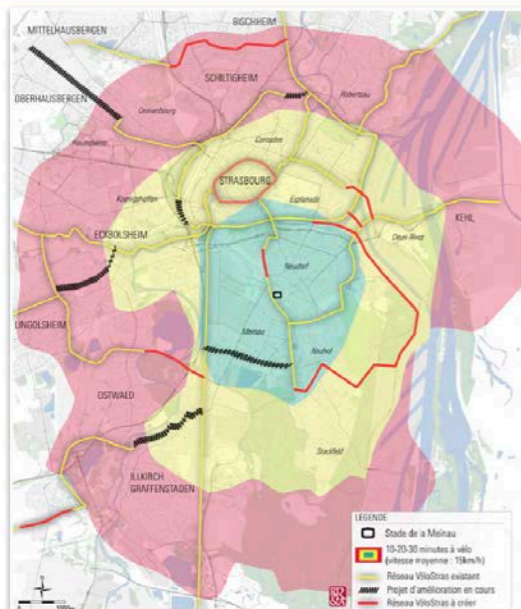 BISCHHEIM
MITTELHAUSBERGEN
SCHILTIGHEIM
OBERHAUSBERGEN
Cronenbourg
Robertsau
Hautepierre
Contades
STRASBOURG
Koenigshoffen
Esplanade
KEHL
ECKBOLSHEIM
Deux-Rives
Neudorf
LINGOLSHEIM
Meinau
Neuhof
OSTWALD
Stockfeld
ILLKIRCH
GRAFFENSTADEN
LÉGENDE
Stade de la Meinau
10-20-30 minutes à vélo
(vitesse moyenne : 15km/h)
Réseau VéloStras existant
Projet d'amélioration en cours
Réseau VéloStras à créer